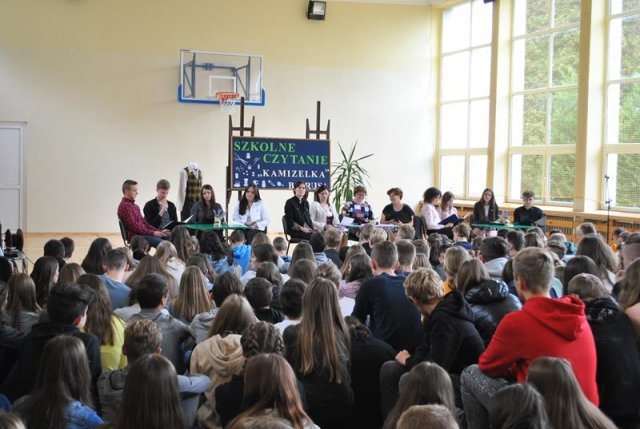 SZKOLNE
CZYTANIE
„KAMIZELKA"
B. PRUS